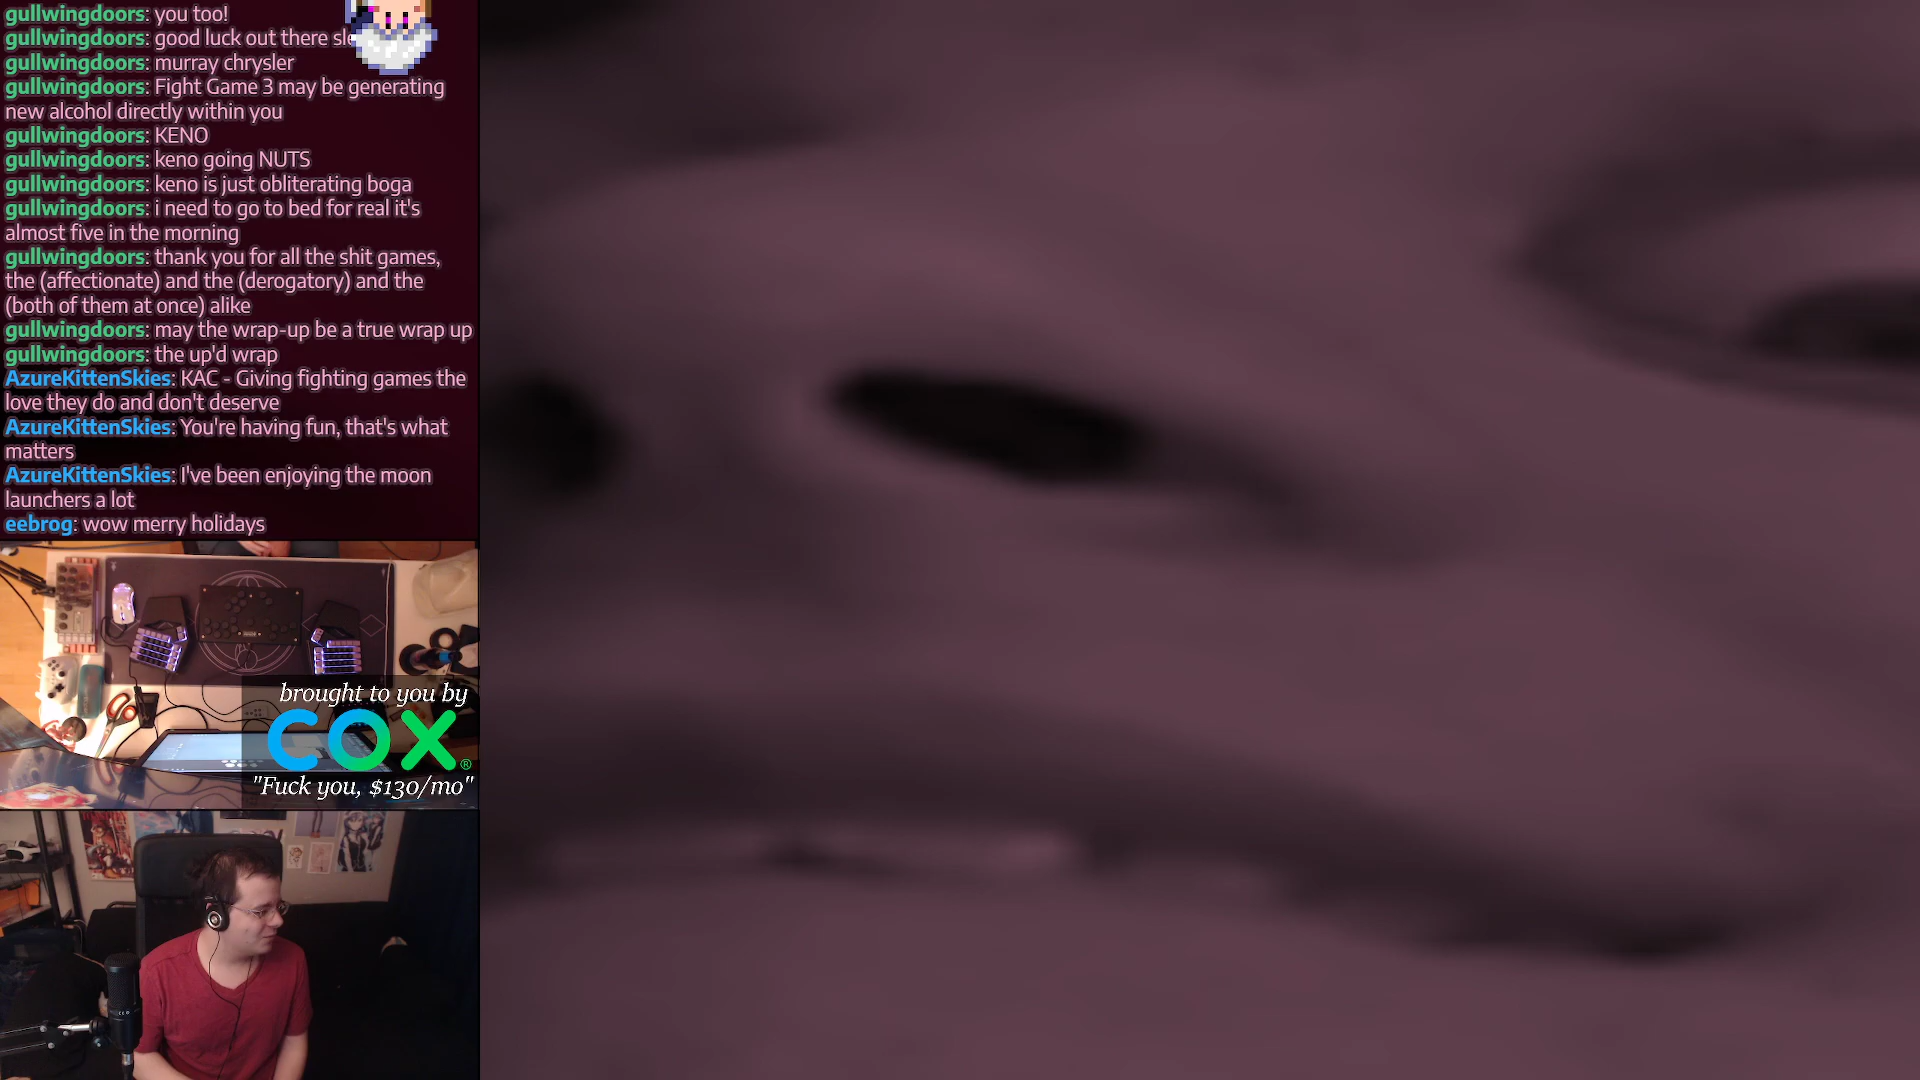 gullwingdoors: you too!
gullwingdoors: good luck out there
gullwingdoors: murray chrysler
gullwingdoors: Fight Game 3 may be generating
new alcohol directly within you
gullwingdoors: KENO
gullwingdoors: keno going NUTS
gullwingdoors: keno is just obliterating boga
gullwingdoors: i need to go to bed for real it's
almost five in the morning
gullwingdoors: thank you for all the shit games,
the (affectionate) and the (derogatory) and the
(both of them at once) alike
gullwingdoors: may the wrap-up be a true wrap up
gullwingdoors: the up'd wrap
AzureKittenSkies: KAC - Giving fighting games the
love they do and don't deserve
AzureKittenSkies: You're having fun, that's what
matters
AzureKittenSkies: I've been enjoying the moon
launchers a lot
eebrog: wow merry holidays
brought to you by
COX®
"Fuck you, $130/mo"